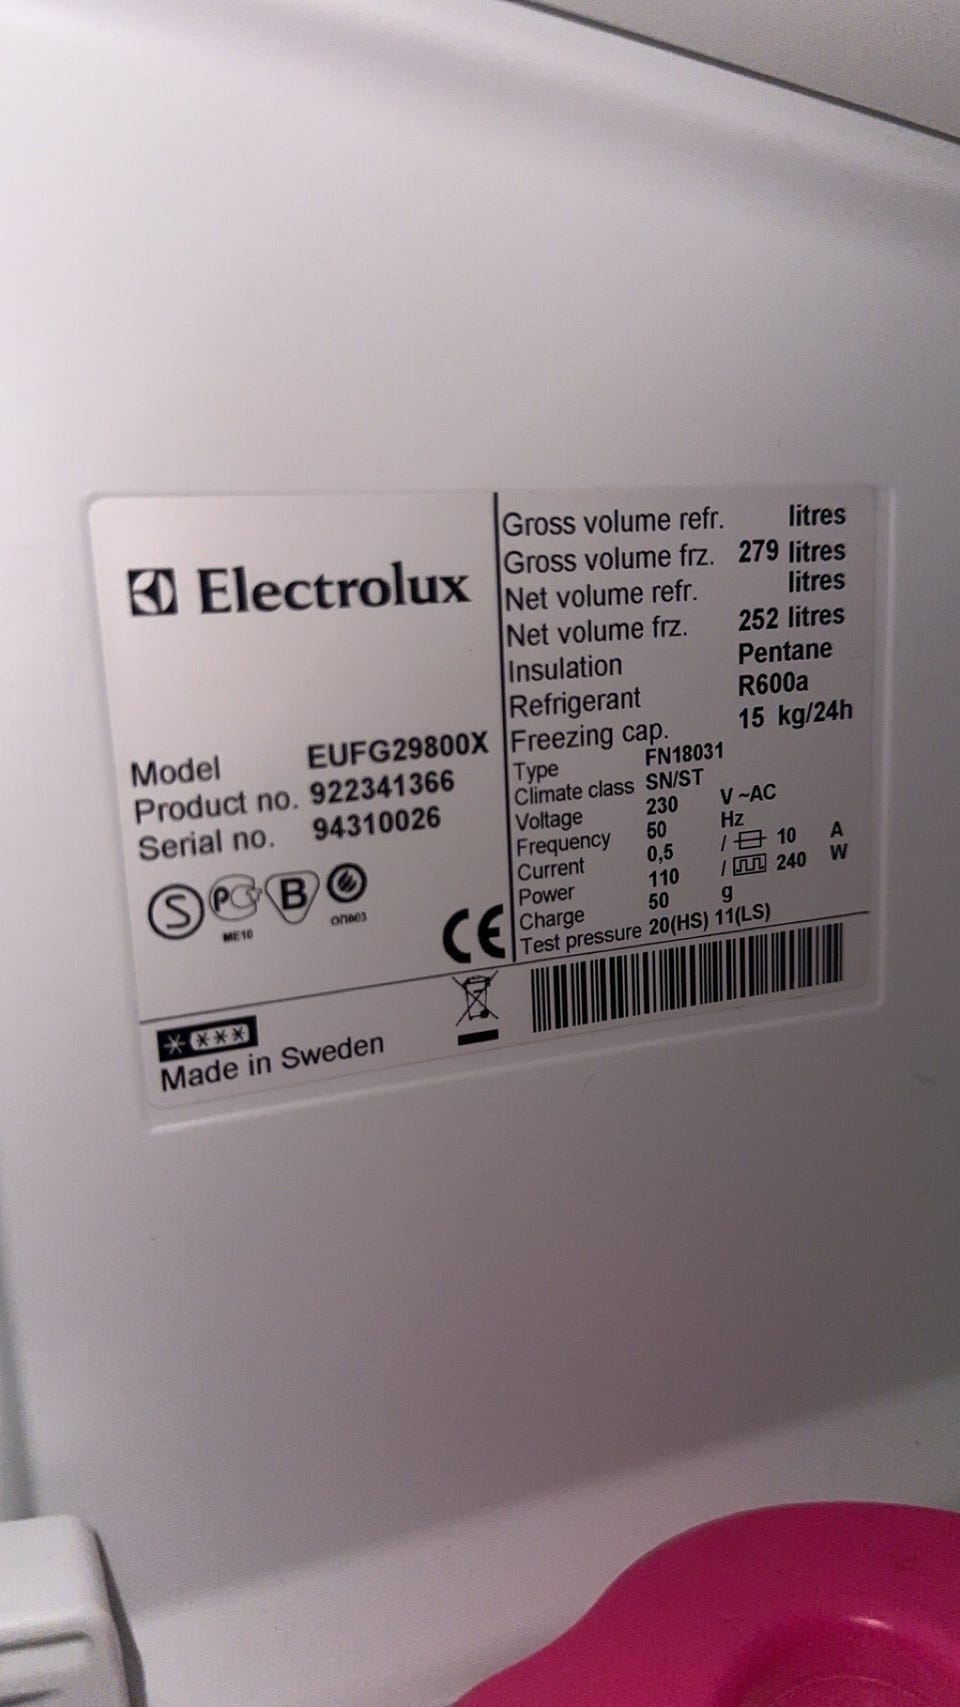 Electrolux
Model EUFG29800X
Product no. 922341366
Serial no. 94310026
S PG B
ME10 ОП003
CE
Made in Sweden
Gross volume refr. litres
Gross volume frz. 279 litres
Net volume refr. litres
Net volume frz. 252 litres
Insulation Pentane
Refrigerant R600a
Freezing cap. 15 kg/24h
Type FN18031
Climate class SN/ST
Voltage 230 V ~AC
Frequency 50 Hz
Current 0,5 / 10 A
Power 110 / 240 W
Charge 50 g
Test pressure 20(HS) 11(LS)